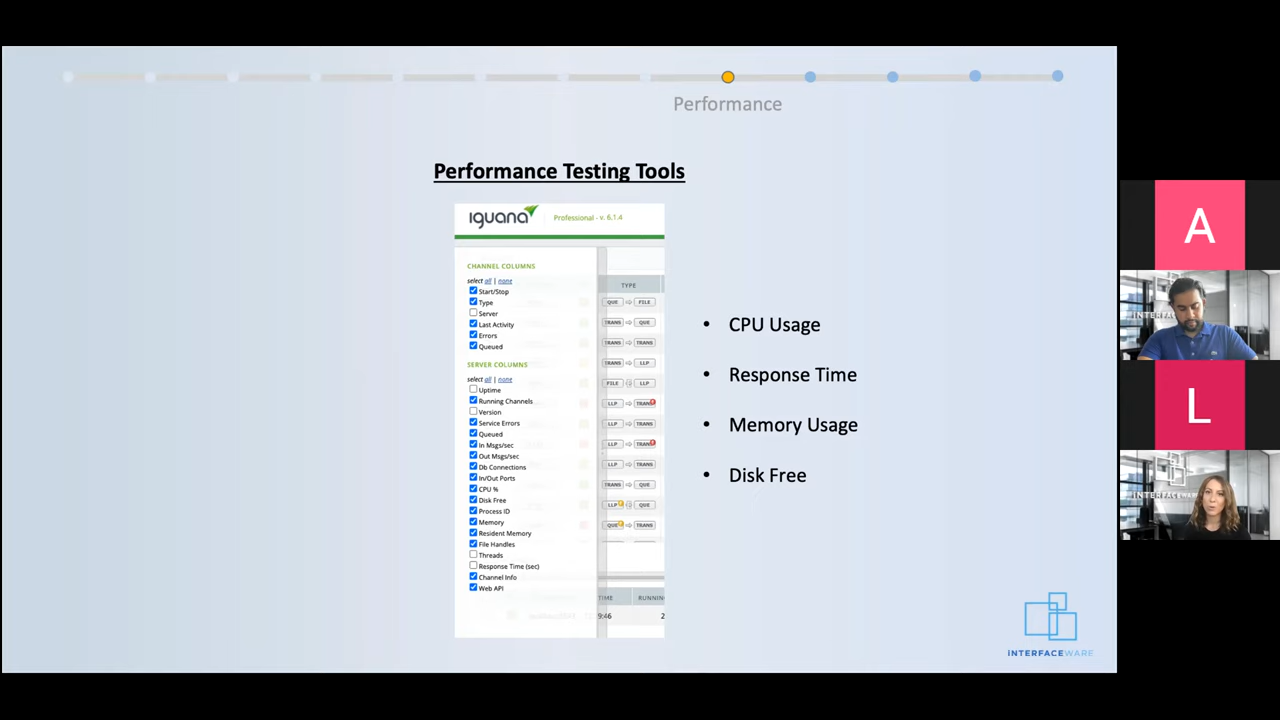 Performance
Performance Testing Tools
iguana Professional - v. 6.1.4
CHANNEL COLUMNS
select all | none
Start/Stop
Type
Server
Last Activity
Errors
Queued
SERVER COLUMNS
select all | none
Uptime
Running Channels
Version
Service Errors
Queued
In Msgs/sec
Out Msgs/sec
Db Connections
In/Out Ports
CPU %
Disk Free
Process ID
Memory
Resident Memory
File Handles
Threads
Response Time (sec)
Channel Info
Web API
TYPE
QUE ⇨ FILE
TRANS ⇨ QUE
TRANS ⇨ TRANS
TRANS ⇨ LLP
FILE ⇨ LLP
LLP ⇨ TRANS
LLP ⇨ TRANS
LLP ⇨ TRANS
LLP ⇨ TRANS
TRANS ⇨ QUE
LLP ⇨ QUE
QUE ⇨ TRANS
TIME RUNNIN
9:46 2
• CPU Usage
• Response Time
• Memory Usage
• Disk Free
INTERFACEWARE
A
L